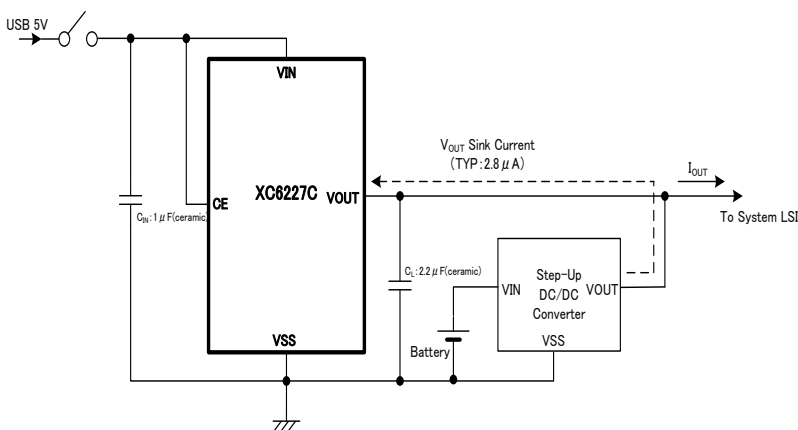 USB 5V
VIN
VOUT Sink Current
(TYP:2.8μA)
IOUT
XC6227C
CE
VOUT
CIN:1μF(ceramic)
To System LSI
CL:2.2μF(ceramic)
Step-Up
DC/DC
Converter
VIN
VOUT
VSS
VSS
Battery